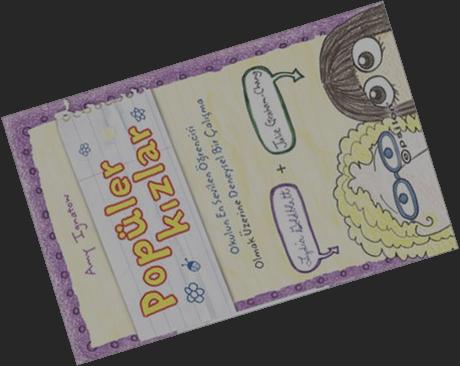 Amy Ignatow
popüler
kızlar
Okulun En Sevilen Öğrencisi
Olmak Üzerine Deneysel Bir Çalışma
Lydia Goldblatt
+
Julie Graham-Chang